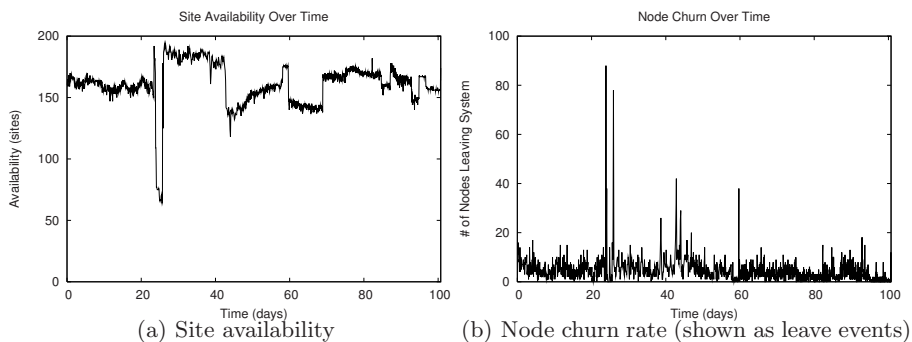 Site Availability Over Time
200
150
100
50
0
Availability (sites)
0 20 40 60 80 100
Time (days)
(a) Site availability
Node Churn Over Time
100
80
60
40
20
0
# of Nodes Leaving System
0 20 40 60 80 100
Time (days)
(b) Node churn rate (shown as leave events)